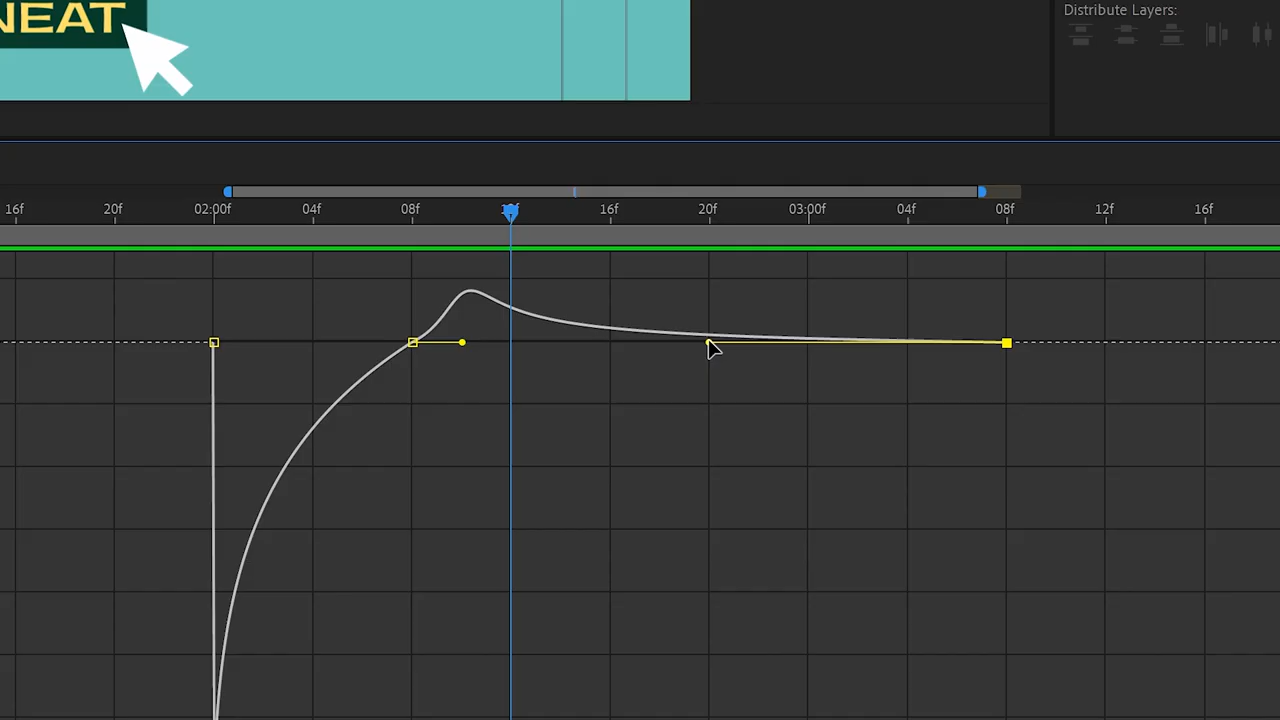 NEAT
Distribute Layers:
16f 20f 02:00f 04f 08f 16f 20f 03:00f 04f 08f 12f 16f